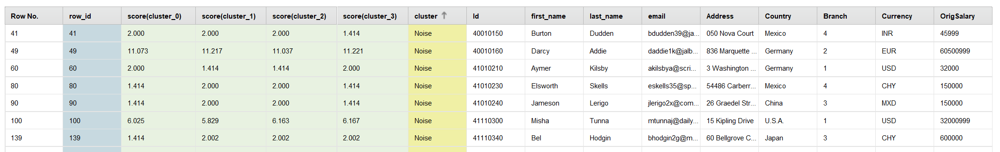 Row No. row_id score(cluster_0) score(cluster_1) score(cluster_2) score(cluster_3) cluster Id first_name last_name email Address Country Branch Currency OrigSalary
41 41 2.000 2.000 2.000 1.414 Noise 40010150 Burton Dudden bdudden39@ja... 050 Nova Court Mexico 4 INR 45999
49 49 11.073 11.217 11.037 11.221 Noise 40010160 Darcy Addie daddie1k@jalb... 836 Marquette ... Germany 2 EUR 60500999
60 60 2.000 1.414 1.414 2.000 Noise 41010210 Aymer Kilsby akilsbya@scri... 3 Washington ... Germany 1 USD 32000
80 80 1.414 2.000 2.000 1.414 Noise 41010230 Elsworth Skells eskells35@sp... 54486 Carberr... Mexico 4 CHY 150000
90 90 1.414 2.000 2.000 1.414 Noise 41010240 Jameson Lerigo jlerigo2x@com... 26 Graedel Str... China 3 MXD 150000
100 100 6.025 5.829 6.163 6.167 Noise 41110300 Misha Tunna mtunnaj@daily... 15 Kipling Drive U.S.A. 1 USD 32000999
139 139 1.414 2.002 2.002 2.002 Noise 41110340 Bel Hodgin bhodgin2g@m... 60 Bellgrove C... Japan 3 CHY 600000